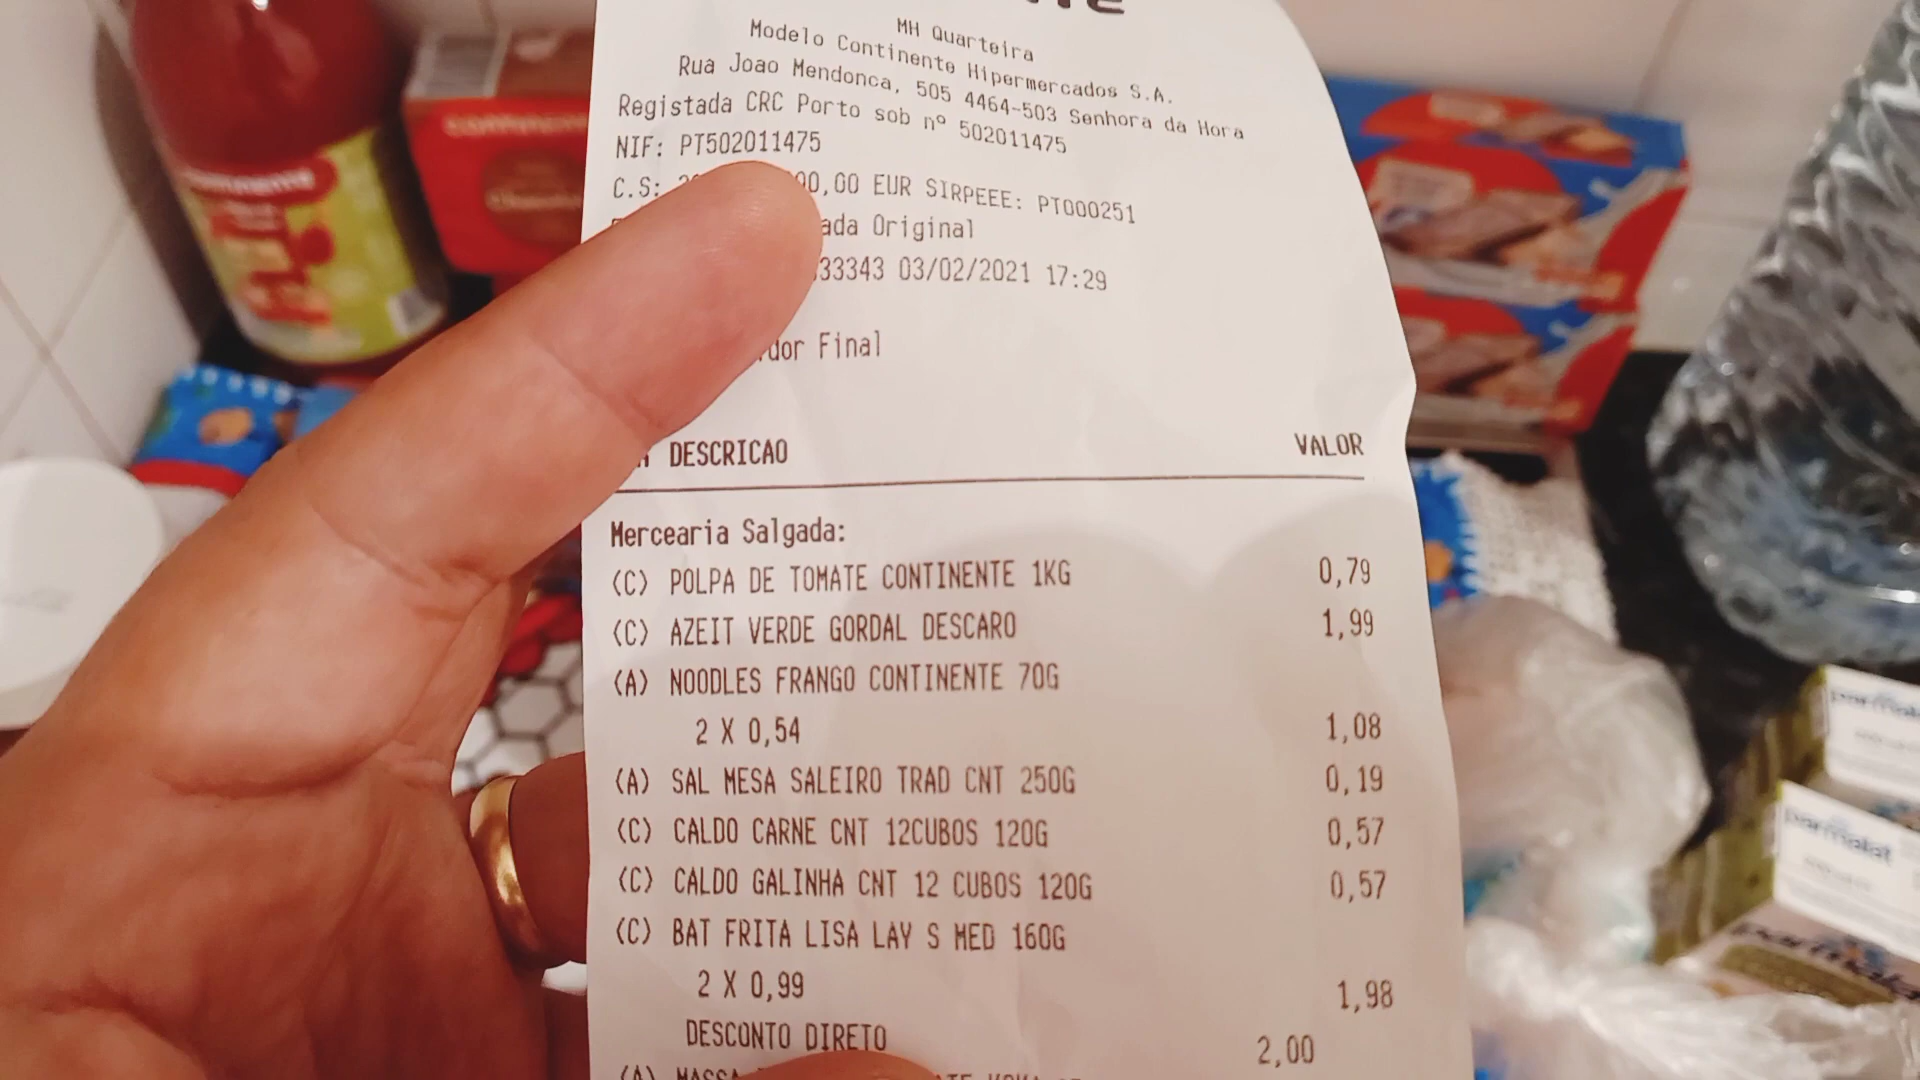 MH Quarteira
Modelo Continente Hipermercados S.A.
Rua Joao Mendonca, 505 4464-503 Senhora da Hora
Registada CRC Porto sob nº 502011475
NIF: PT502011475
C.S: 00,00 EUR SIRPEEE: PT000251
ada Original
33343 03/02/2021 17:29
dor Final
DESCRICAO VALOR
Mercearia Salgada:
(C) POLPA DE TOMATE CONTINENTE 1KG 0,79
(C) AZEIT VERDE GORDAL DESCARO 1,99
(A) NOODLES FRANGO CONTINENTE 70G
2 X 0,54 1,08
(A) SAL MESA SALEIRO TRAD CNT 250G 0,19
(C) CALDO CARNE CNT 12CUBOS 120G 0,57
(C) CALDO GALINHA CNT 12 CUBOS 120G 0,57
(C) BAT FRITA LISA LAY S MED 160G
2 X 0,99 1,98
DESCONTO DIRETO 2,00
(A) MASSA
parmalat
parmalat